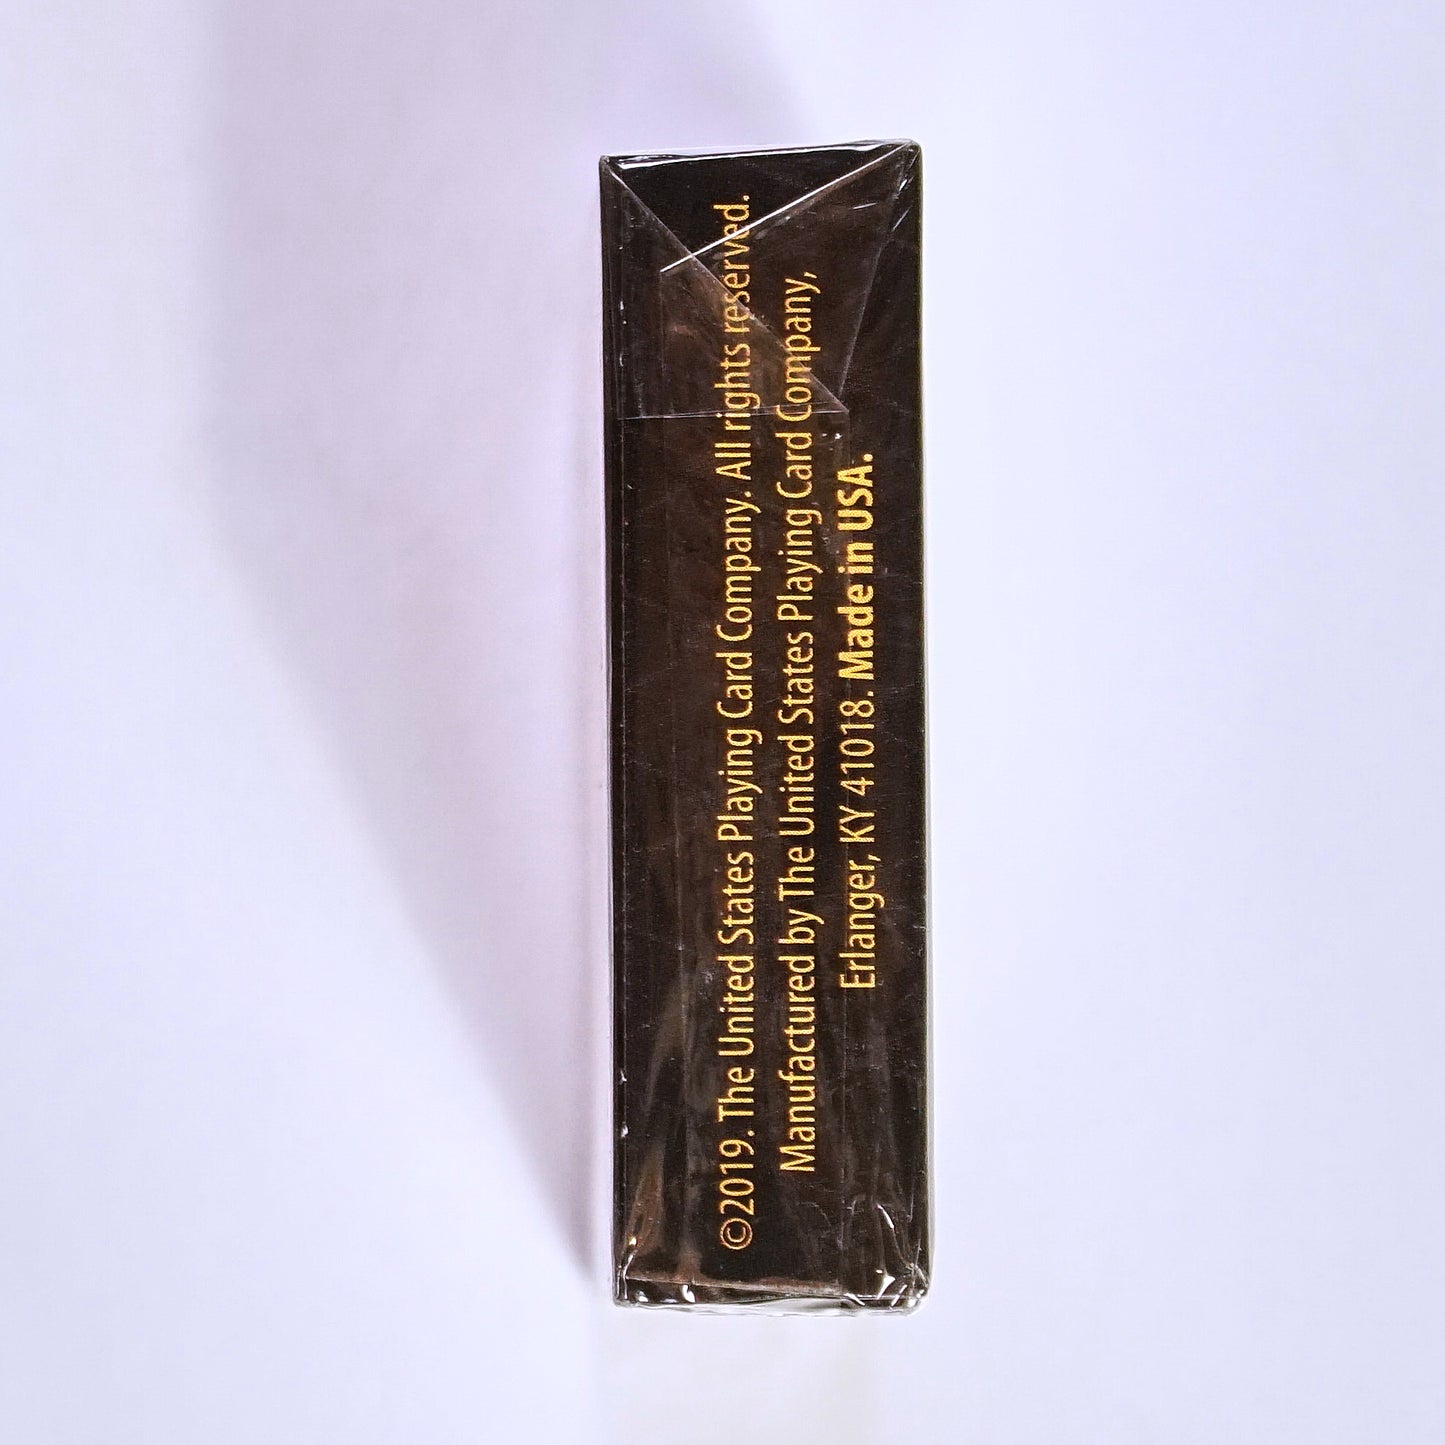 ©2019. The United States Playing Card Company. All rights reserved.
Manufactured by The United States Playing Card Company,
Erlanger, KY 41018. Made in USA.